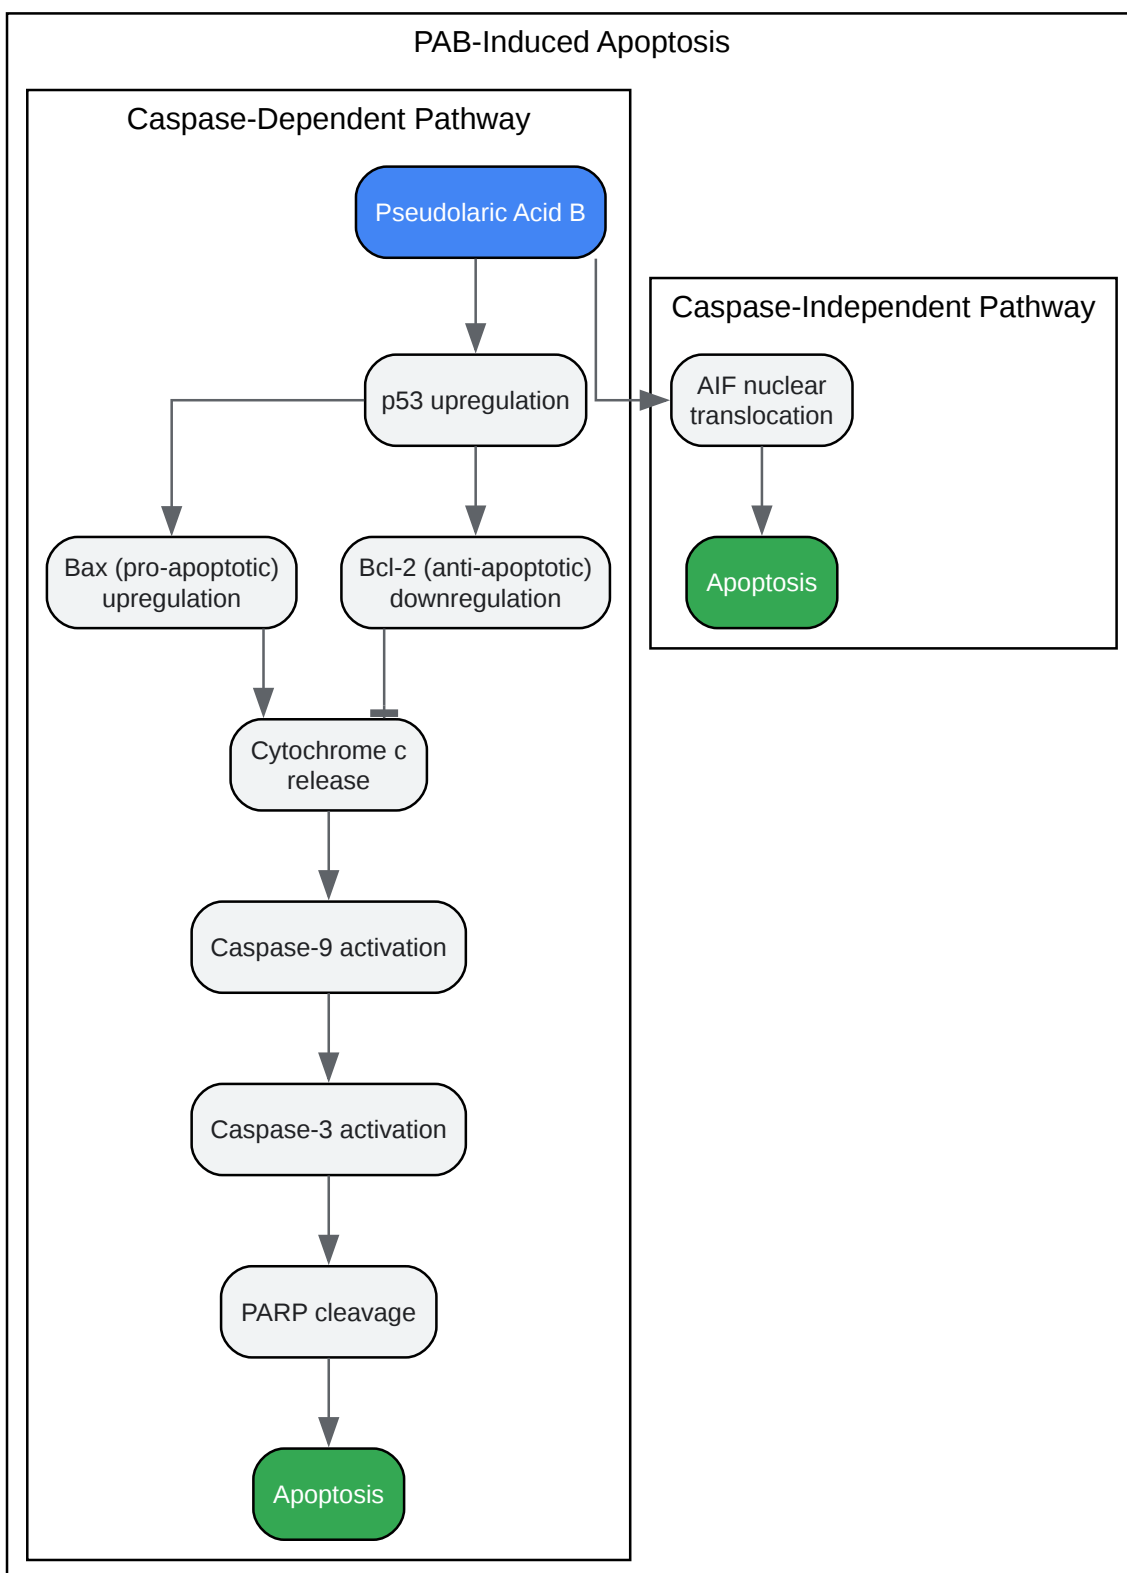 PAB-Induced Apoptosis
Caspase-Dependent Pathway
Pseudolaric Acid B
Caspase-Independent Pathway
p53 upregulation
AIF nuclear
translocation
Bax (pro-apoptotic)
upregulation
Bcl-2 (anti-apoptotic)
downregulation
Apoptosis
Cytochrome c
release
Caspase-9 activation
Caspase-3 activation
PARP cleavage
Apoptosis